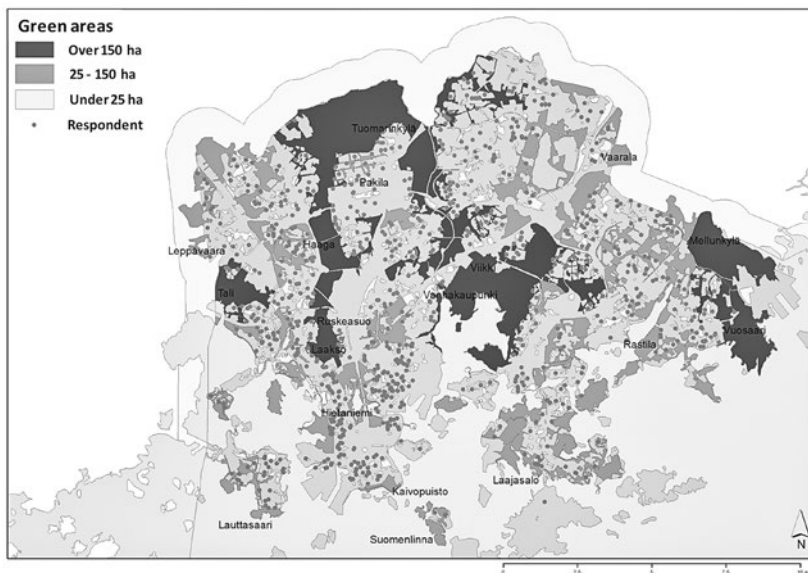 Green areas
Over 150 ha
25 - 150 ha
Under 25 ha
Respondent
Tuomarinkylä
Vaarala
Pakila
Leppävaara
Haaga
Mellunkylä
Viikki
Tali
Vanhakaupunki
Ruskeasuo
Vuosaari
Rastila
Laakso
Hietaniemi
Kaivopuisto
Laajasalo
Lauttasaari
Suomenlinna
N